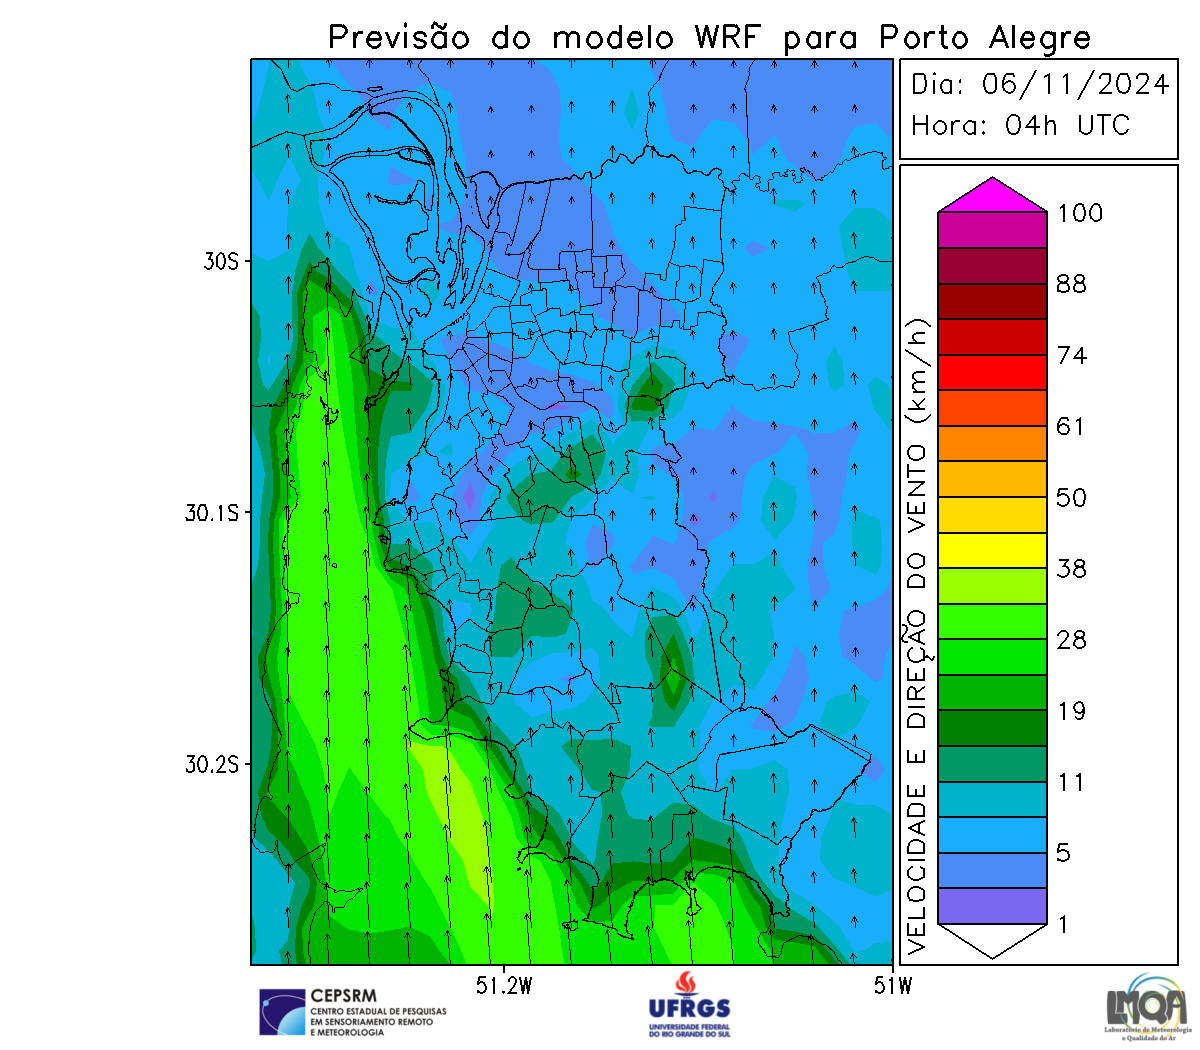 Previsão do modelo WRF para Porto Alegre
Dia: 06/11/2024
Hora: 04h UTC
30S
30.1S
30.2S
51.2W
51W
VELOCIDADE E DIREÇÃO DO VENTO (km/h)
100
88
74
61
50
38
28
19
11
5
1
CEPSRM
CENTRO ESTADUAL DE PESQUISAS
EM SENSORIAMENTO REMOTO
E METEOROLOGIA
UFRGS
UNIVERSIDADE FEDERAL
DO RIO GRANDE DO SUL
LMQA
Laboratório de Meteorologia
e Qualidade do Ar